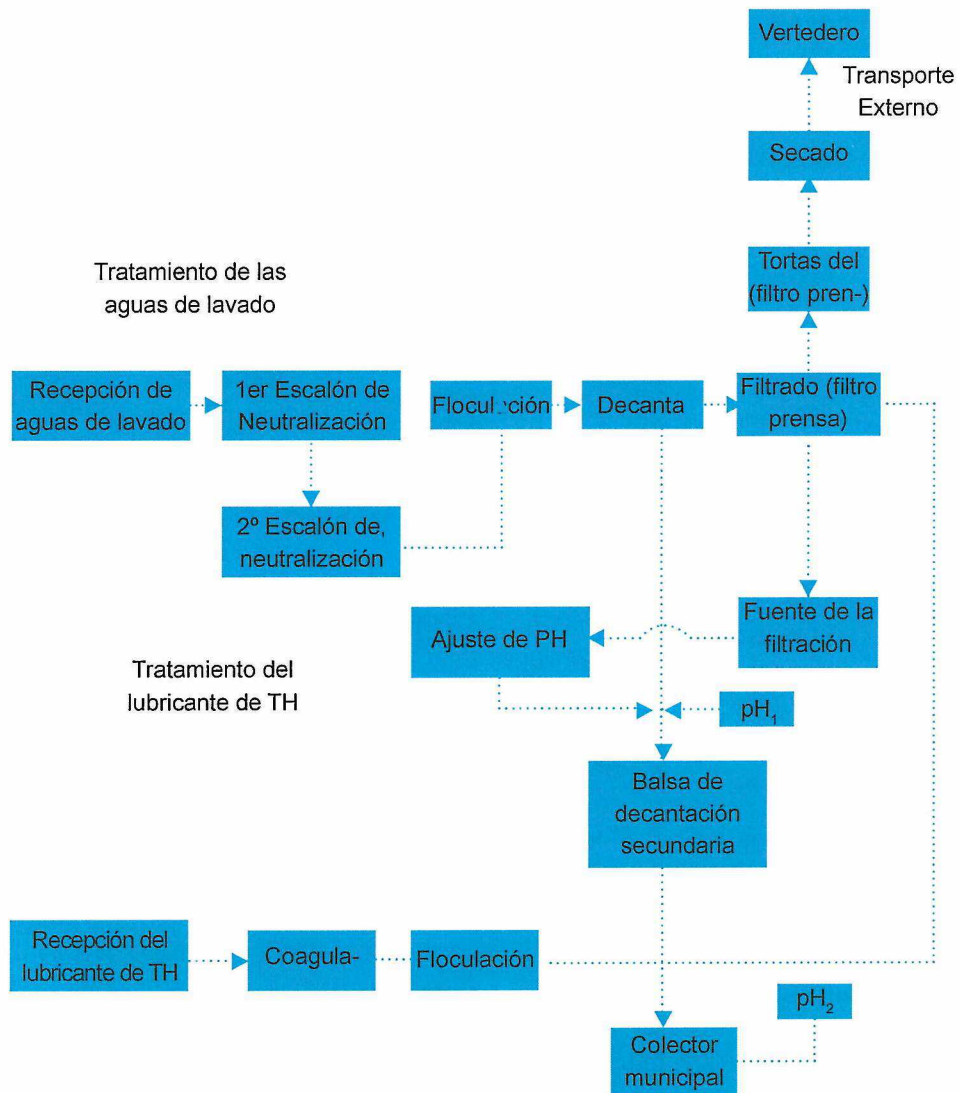 Vertedero
Transporte
Externo
Secado
Tortas del
(filtro pren-)
Tratamiento de las
aguas de lavado
Recepción de
aguas de lavado
1er Escalón de
Neutralización
Floculación
Decanta
Filtrado (filtro
prensa)
2º Escalón de,
neutralización
Ajuste de PH
Fuente de la
filtración
Tratamiento del
lubricante de TH
pH₁
Balsa de
decantación
secundaria
Recepción del
lubricante de TH
Coagula-
Floculación
pH₂
Colector
municipal